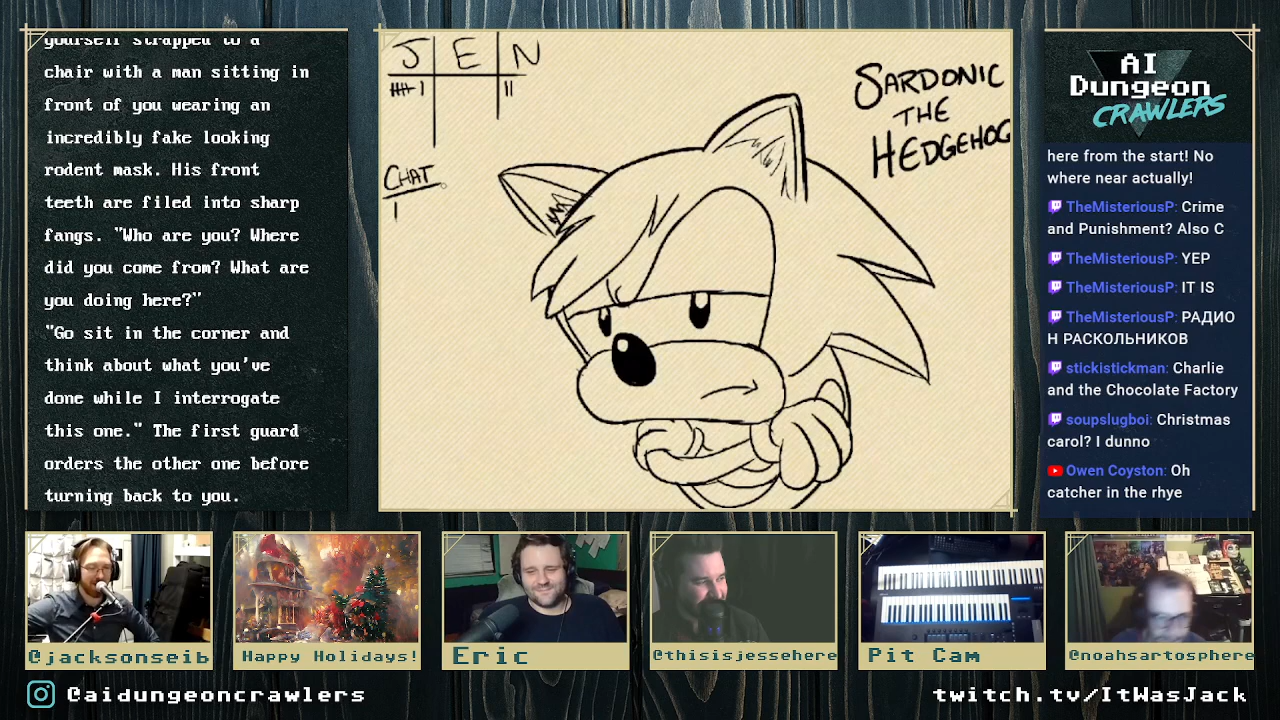 yourself strapped to a
chair with a man sitting in
front of you wearing an
incredibly fake looking
rodent mask. His front
teeth are filed into sharp
fangs. "Who are you? Where
did you come from? What are
you doing here?"
"Go sit in the corner and
think about what you've
done while I interrogate
this one." The first guard
orders the other one before
turning back to you.
J E N
CHAT
SARDONIC
THE
HEDGEHOG
AI
Dungeon
CRAWLERS
here from the start! No
where near actually!
TheMisteriousP: Crime
and Punishment? Also C
TheMisteriousP: YEP
TheMisteriousP: IT IS
TheMisteriousP: РАДИО
Н РАСКОЛЬНИКОВ
stickistickman: Charlie
and the Chocolate Factory
soupslugboi: Christmas
carol? I dunno
Owen Coyston: Oh
catcher in the rhye
@jacksonseib
Happy Holidays!
Eric
@thisisjessehere
Pit Cam
@noahsartosphere
@aidungeoncrawlers
twitch.tv/ItWasJack